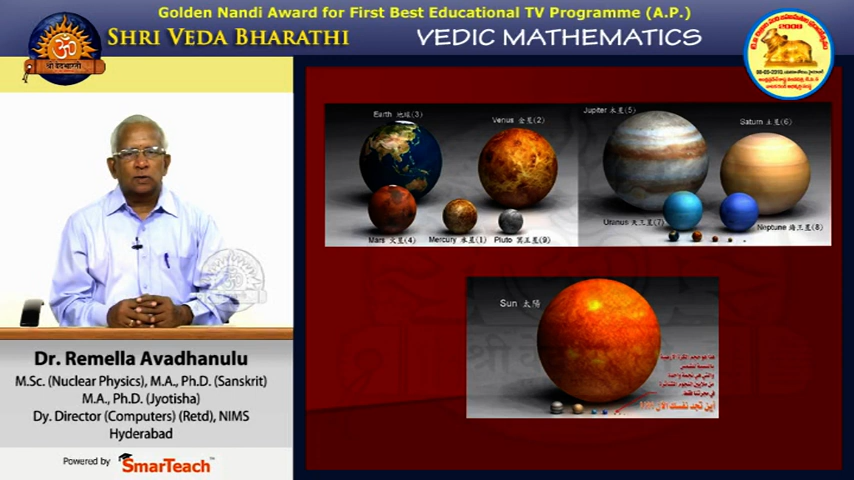 Golden Nandi Award for First Best Educational TV Programme (A.P.)
SHRI VEDA BHARATHI
VEDIC MATHEMATICS
Earth 地球(3)
Venus 金星(2)
Mars 火星(4)
Mercury 水星(1)
Pluto 冥王星(9)
Jupiter 木星(5)
Saturn 土星(6)
Uranus 天王星(7)
Neptune 海王星(8)
Sun 太陽
Dr. Remella Avadhanulu
M.Sc. (Nuclear Physics), M.A., Ph.D. (Sanskrit)
M.A., Ph.D. (Jyotisha)
Dy. Director (Computers) (Retd), NIMS
Hyderabad
Powered by SmarTeach™